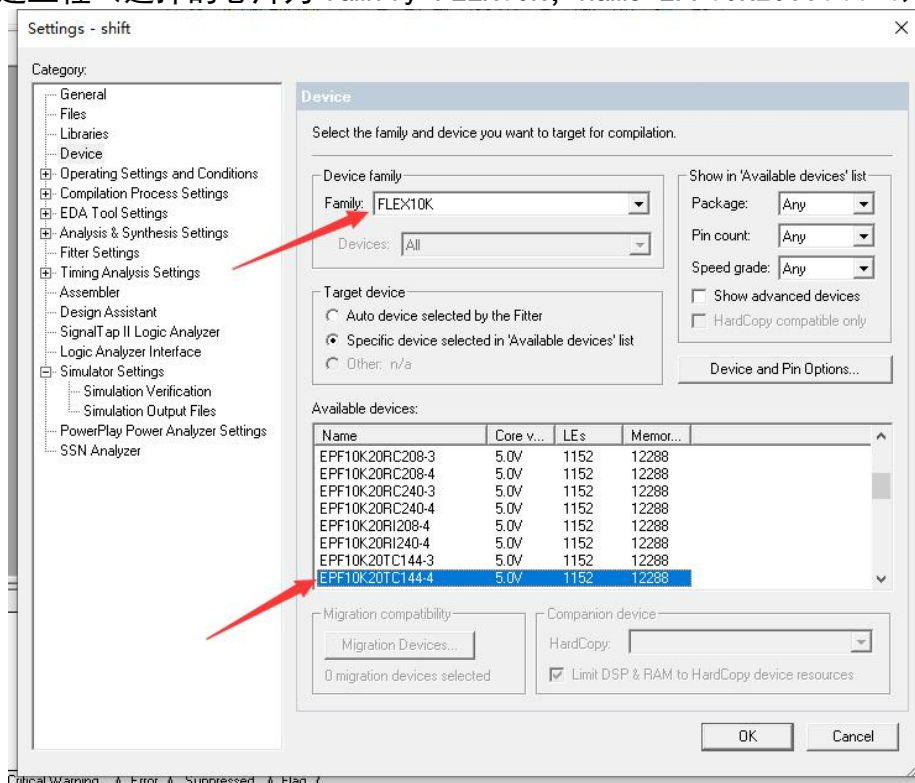 Settings - shift
Category:
General
Files
Libraries
Device
Operating Settings and Conditions
Compilation Process Settings
EDA Tool Settings
Analysis & Synthesis Settings
Fitter Settings
Timing Analysis Settings
Assembler
Design Assistant
SignalTap II Logic Analyzer
Logic Analyzer Interface
Simulator Settings
Simulation Verification
Simulation Output Files
PowerPlay Power Analyzer Settings
SSN Analyzer
Device
Select the family and device you want to target for compilation.
Device family
Family: FLEX10K
Devices: All
Show in 'Available devices' list
Package: Any
Pin count: Any
Speed grade: Any
Show advanced devices
HardCopy compatible only
Target device
Auto device selected by the Fitter
Specific device selected in 'Available devices' list
Other: n/a
Device and Pin Options...
Available devices:
Name Core v... LEs Memor...
EPF10K20RC208-3 5.0V 1152 12288
EPF10K20RC208-4 5.0V 1152 12288
EPF10K20RC240-3 5.0V 1152 12288
EPF10K20RC240-4 5.0V 1152 12288
EPF10K20RI208-4 5.0V 1152 12288
EPF10K20RI240-4 5.0V 1152 12288
EPF10K20TC144-3 5.0V 1152 12288
EPF10K20TC144-4 5.0V 1152 12288
Migration compatibility
Migration Devices...
0 migration devices selected
Companion device
HardCopy:
Limit DSP & RAM to HardCopy device resources
OK Cancel
Critical Warning Error Suppressed Flag